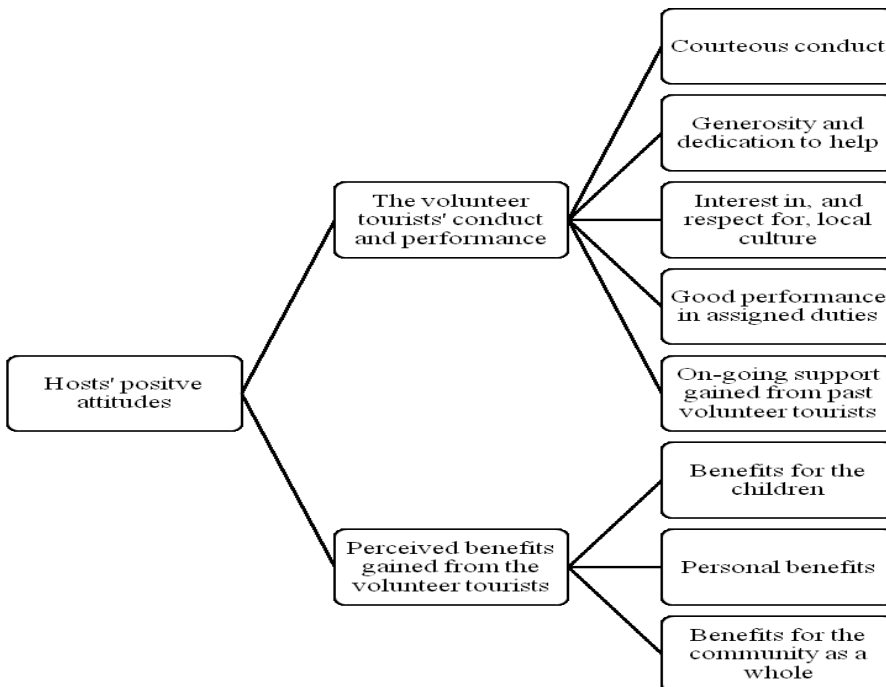 Courteous conduct
Generosity and
dedication to help
The volunteer
tourists' conduct
and performance
Interest in, and
respect for, local
culture
Good performance
in assigned duties
Hosts' positve
attitudes
On-going support
gained from past
volunteer tourists
Benefits for the
children
Perceived benefits
gained from the
volunteer tourists
Personal benefits
Benefits for the
community as a
whole